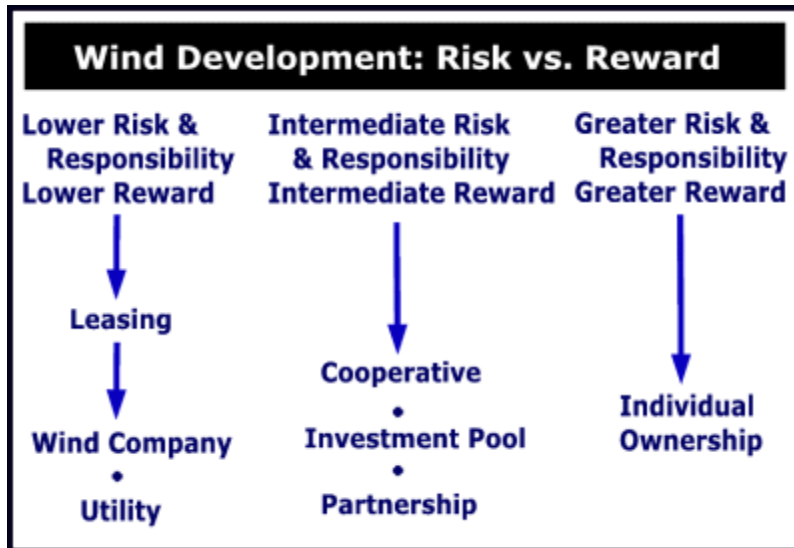 Wind Development: Risk vs. Reward
Lower Risk &
Responsibility
Lower Reward
Leasing
Wind Company
•
Utility
Intermediate Risk
& Responsibility
Intermediate Reward
Cooperative
•
Investment Pool
•
Partnership
Greater Risk &
Responsibility
Greater Reward
Individual
Ownership